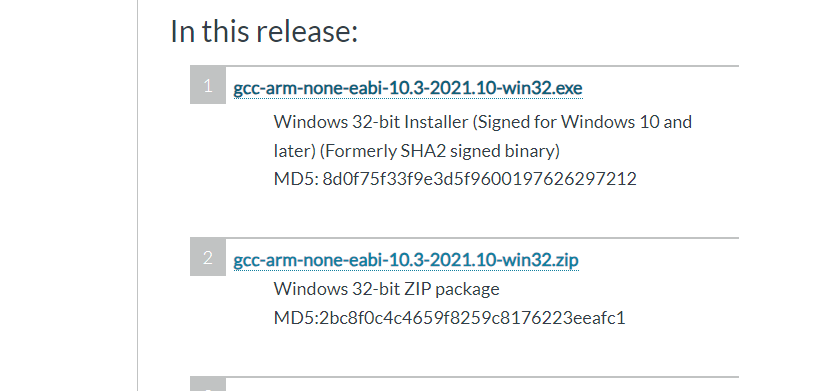 In this release:
1
gcc-arm-none-eabi-10.3-2021.10-win32.exe
Windows 32-bit Installer (Signed for Windows 10 and
later) (Formerly SHA2 signed binary)
MD5: 8d0f75f33f9e3d5f9600197626297212
2
gcc-arm-none-eabi-10.3-2021.10-win32.zip
Windows 32-bit ZIP package
MD5:2bc8f0c4c4659f8259c8176223eeafc1